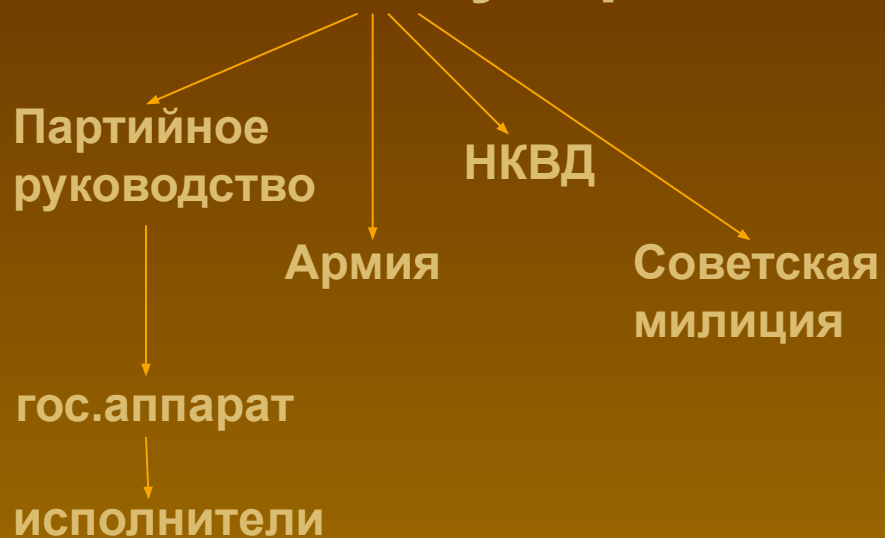 Партийное
руководство
НКВД
Армия
Советская
милиция
гос.аппарат
исполнители